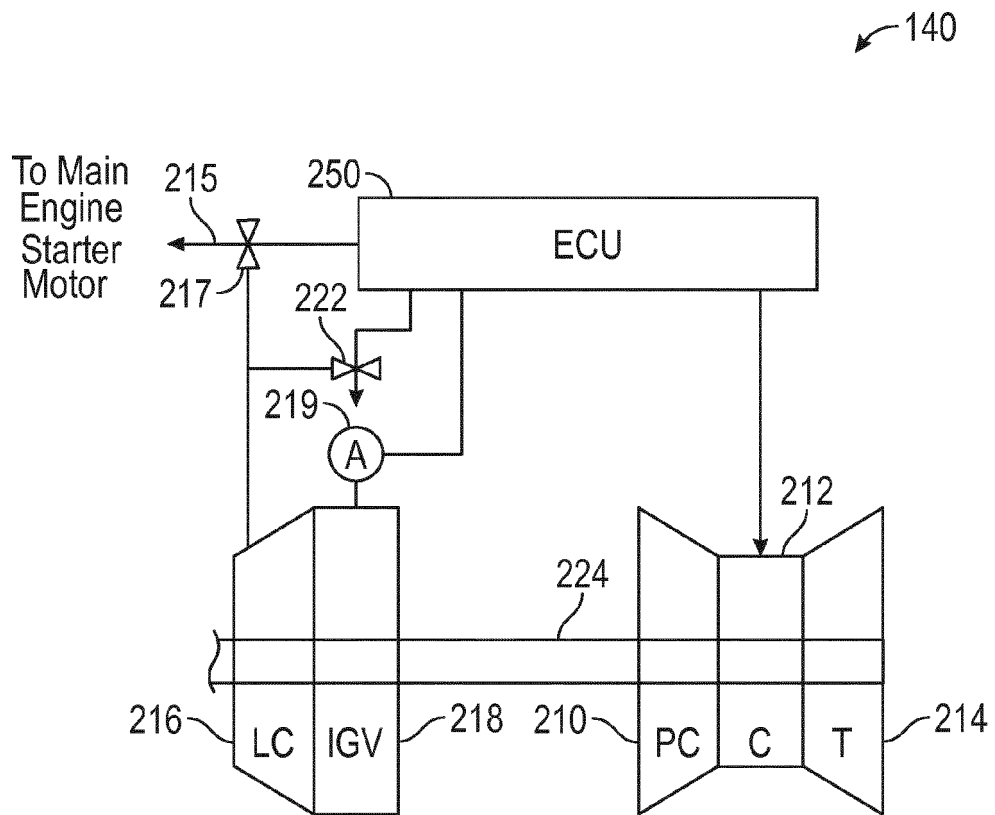 140
To Main
Engine
Starter
Motor
215
250
ECU
217
222
219
A
212
224
216
LC
IGV
218
210
PC
C
T
214